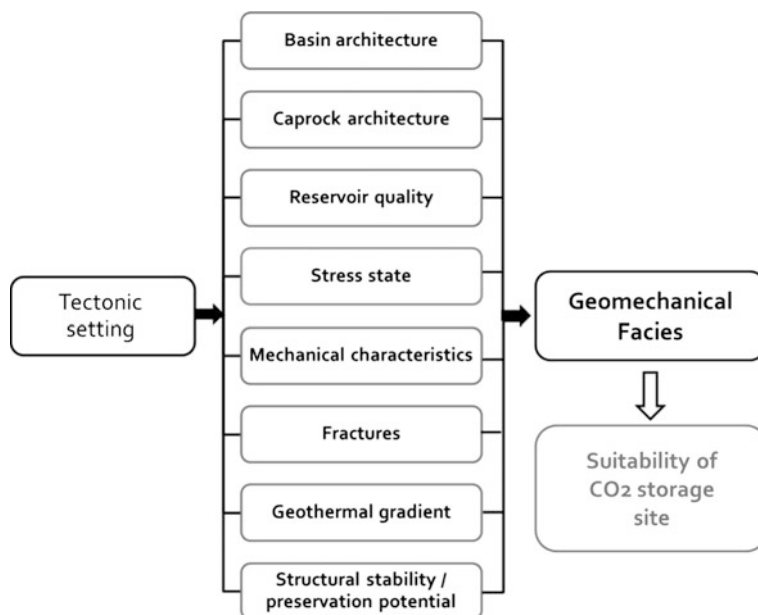 Basin architecture
Caprock architecture
Reservoir quality
Stress state
Tectonic
setting
Mechanical characteristics
Fractures
Geothermal gradient
Structural stability /
preservation potential
Geomechanical
Facies
Suitability of
CO2 storage
site